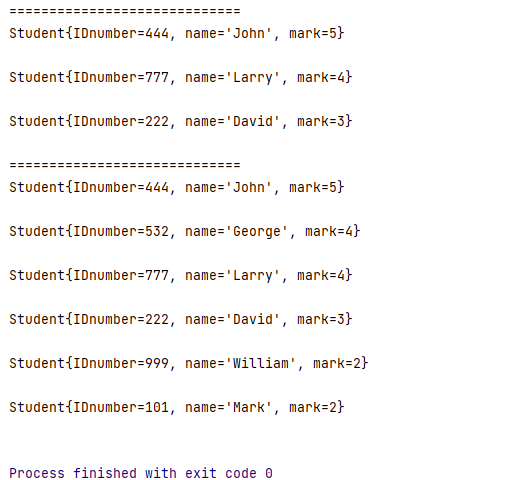 =============================
Student{IDnumber=444, name='John', mark=5}
Student{IDnumber=777, name='Larry', mark=4}
Student{IDnumber=222, name='David', mark=3}
=============================
Student{IDnumber=444, name='John', mark=5}
Student{IDnumber=532, name='George', mark=4}
Student{IDnumber=777, name='Larry', mark=4}
Student{IDnumber=222, name='David', mark=3}
Student{IDnumber=999, name='William', mark=2}
Student{IDnumber=101, name='Mark', mark=2}
Process finished with exit code 0